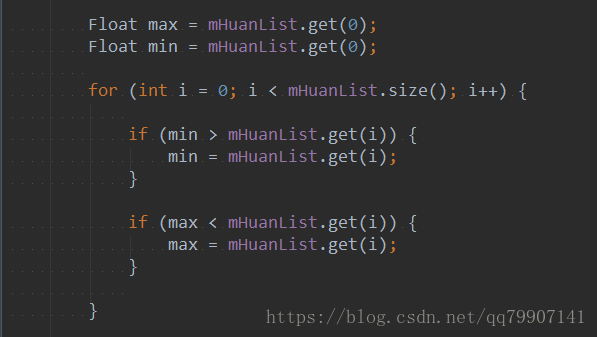 Float max = mHuanList.get(0);
Float min = mHuanList.get(0);
for (int i = 0; i < mHuanList.size(); i++) {
if (min > mHuanList.get(i)) {
min = mHuanList.get(i);
}
if (max < mHuanList.get(i)) {
max = mHuanList.get(i);
}
}
https://blog.csdn.net/qq79907141